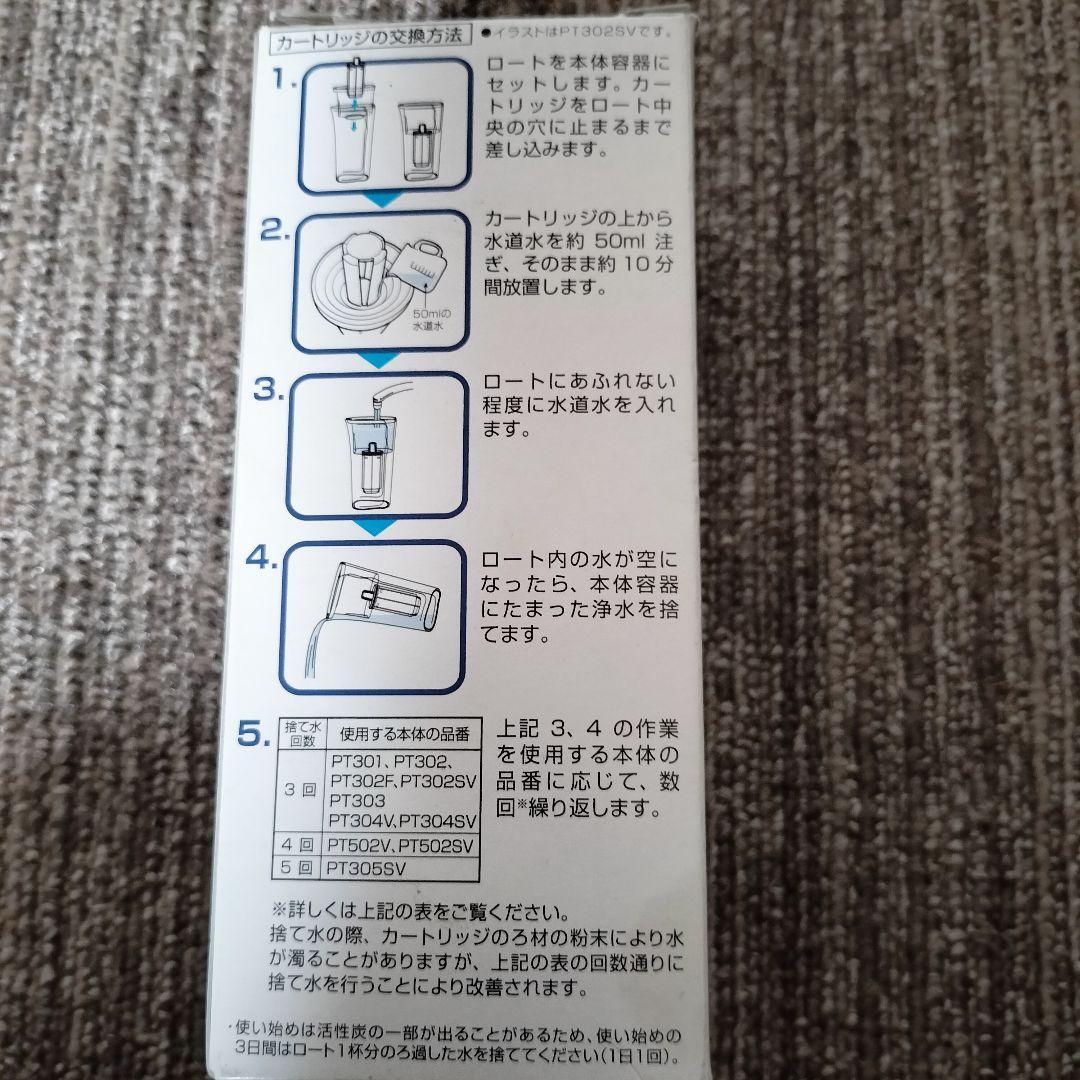 カートリッジの交換方法
●イラストはPT302SVです。
1.
ロートを本体容器に
セットします。カー
トリッジをロート中
央の穴に止まるまで
差し込みます。
2.
50mlの
水道水
カートリッジの上から
水道水を約 50ml 注
ぎ、そのまま約 10 分
間放置します。
3.
ロートにあふれない
程度に水道水を入れ
ます。
4.
ロート内の水が空に
なったら、本体容器
にたまった浄水を捨
てます。
5.
捨て水
回数
使用する本体の品番
3 回
PT301、PT302、
PT302F、PT302SV
PT303
PT304V、PT304SV
4 回 PT502V、PT502SV
5 回 PT305SV
上記 3、4 の作業
を使用する本体の
品番に応じて、数
回※繰り返します。
※詳しくは上記の表をご覧ください。
捨て水の際、カートリッジのろ材の粉末により水
が濁ることがありますが、上記の表の回数通りに
捨て水を行うことにより改善されます。
・使い始めは活性炭の一部が出ることがあるため、使い始めの
3日間はロート1杯分のろ過した水を捨ててください(1日1回)。